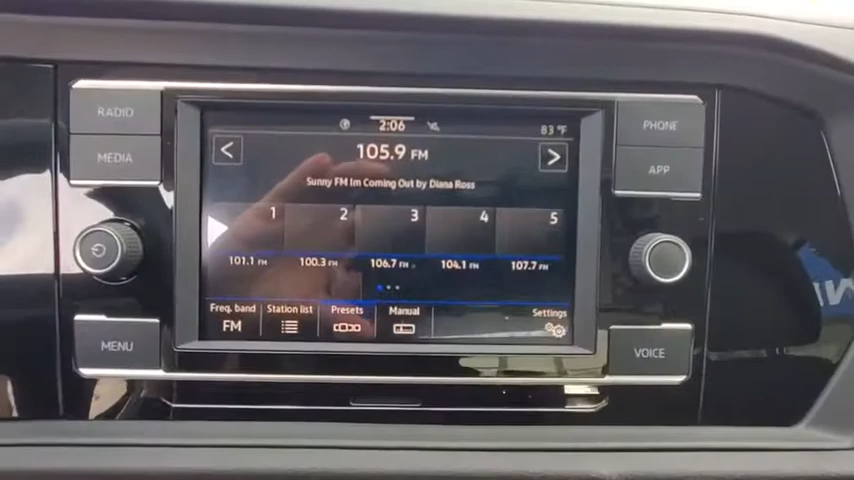 RADIO
MEDIA
MENU
2:06
83 °F
<
105.9 FM
>
Sunny FM Im Coming Out by Diana Ross
1 2 3 4 5
101.1 FM 100.3 FM 106.7 FM 104.1 FM 107.7 FM
Freq. band Station list Presets Manual Settings
FM
PHONE
APP
VOICE